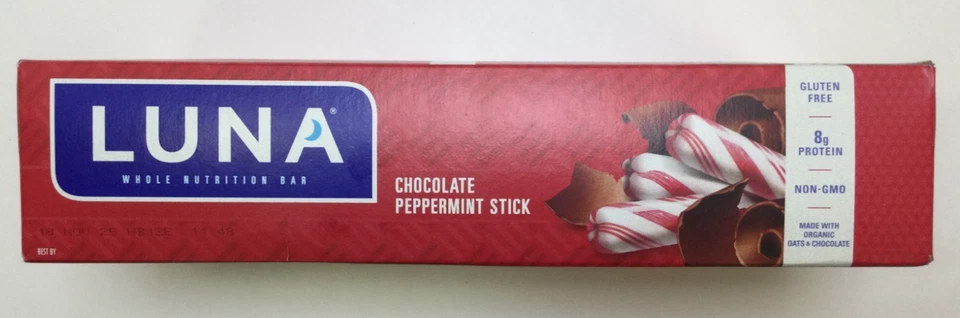 LUNA®
WHOLE NUTRITION BAR
CHOCOLATE
PEPPERMINT STICK
BEST BY
GLUTEN
FREE
8g
PROTEIN
NON-GMO
MADE WITH
ORGANIC
OATS & CHOCOLATE